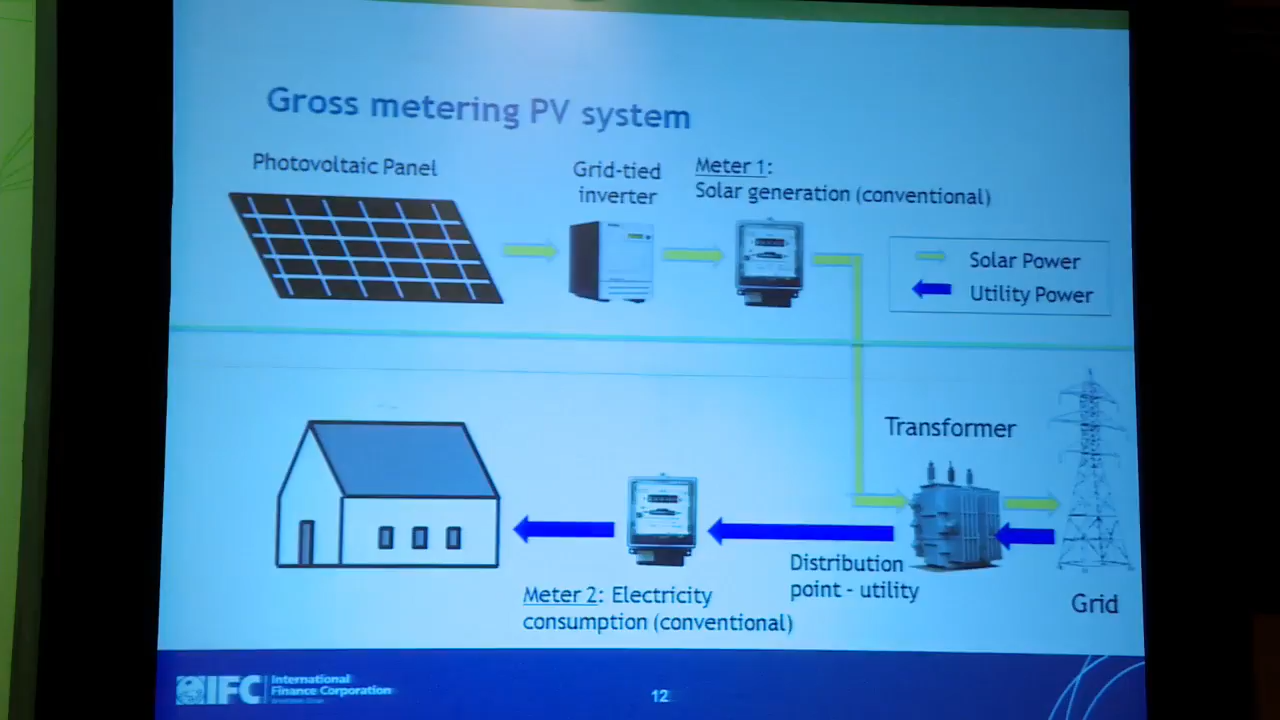 Gross metering PV system
Photovoltaic Panel
Grid-tied
inverter
Meter 1:
Solar generation (conventional)
Solar Power
Utility Power
Transformer
Distribution
point - utility
Grid
Meter 2: Electricity
consumption (conventional)
IFC
International
Finance Corporation
12